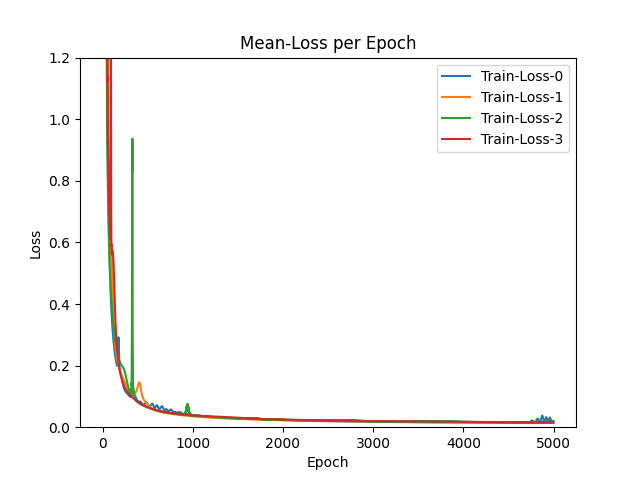 Mean-Loss per Epoch
1.2
1.0
0.8
0.6
0.4
0.2
0.0
Loss
0
1000
2000
3000
4000
5000
Epoch
Train-Loss-0
Train-Loss-1
Train-Loss-2
Train-Loss-3